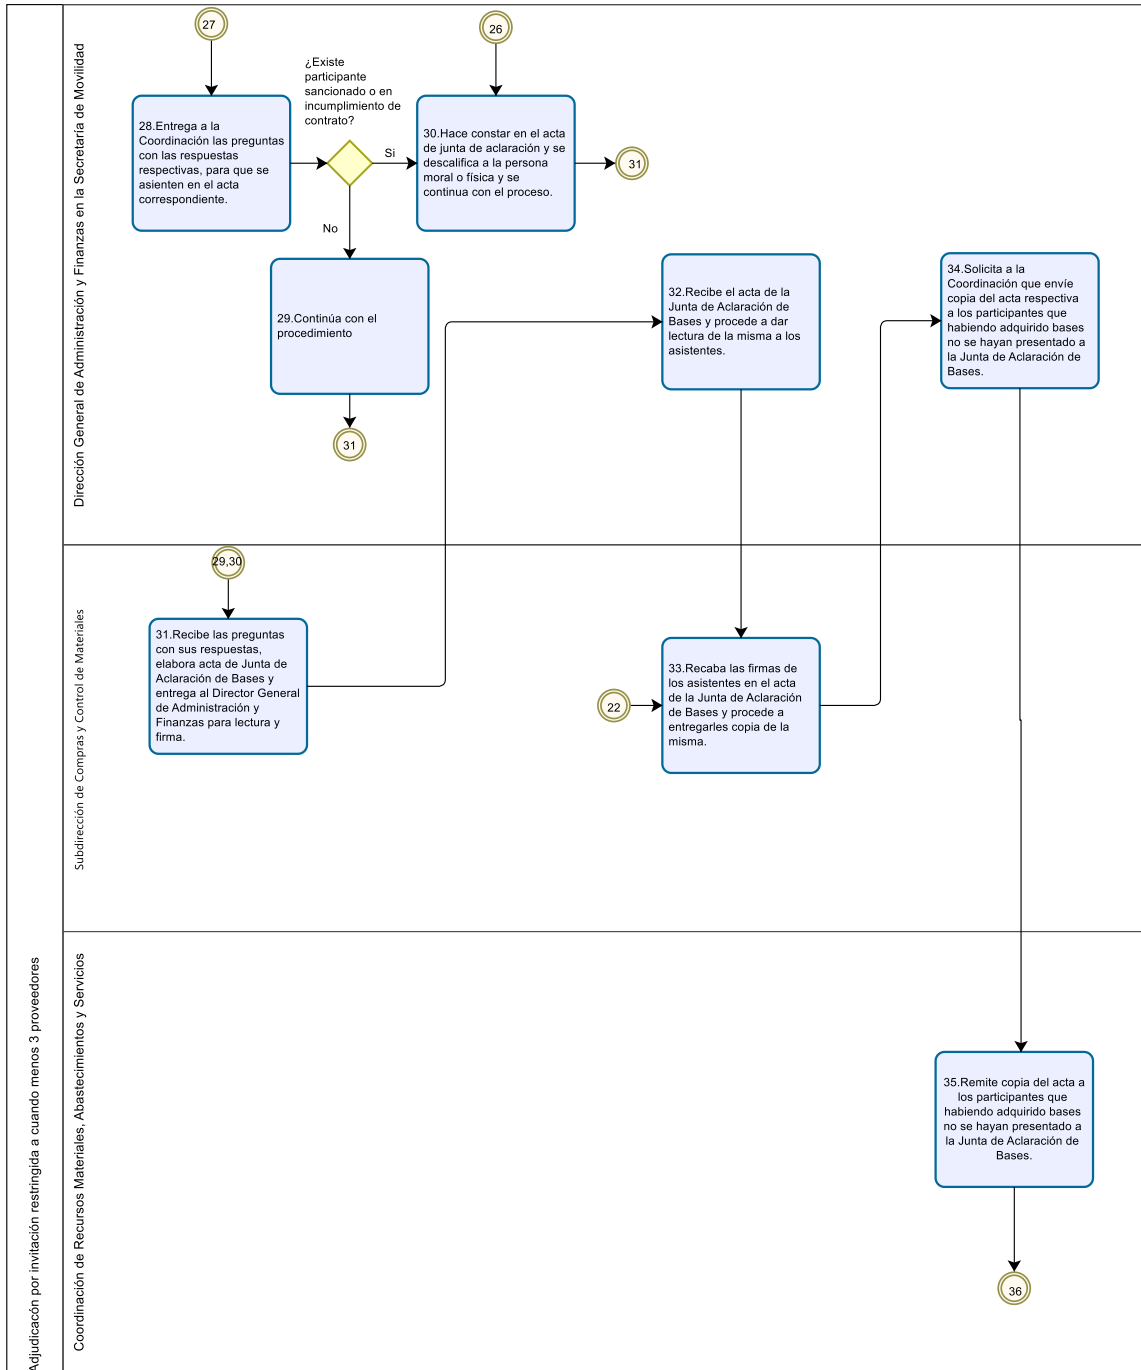 Adjudicacón por invitación restringida a cuando menos 3 proveedores
Dirección General de Administración y Finanzas en la Secretaría de Movilidad
27
28.Entrega a la
Coordinación las preguntas
con las respuestas
respectivas, para que se
asienten en el acta
correspondiente.
¿Existe
participante
sancionado o en
incumplimiento de
contrato?
Si
No
26
30.Hace constar en el acta
de junta de aclaración y se
descalifica a la persona
moral o física y se
continua con el proceso.
31
29.Continúa con el
procedimiento
31
32.Recibe el acta de la
Junta de Aclaración de
Bases y procede a dar
lectura de la misma a los
asistentes.
34.Solicita a la
Coordinación que envíe
copia del acta respectiva
a los participantes que
habiendo adquirido bases
no se hayan presentado a
la Junta de Aclaración de
Bases.
Subdirección de Compras y Control de Materiales
29,30
31.Recibe las preguntas
con sus respuestas,
elabora acta de Junta de
Aclaración de Bases y
entrega al Director General
de Administración y
Finanzas para lectura y
firma.
22
33.Recaba las firmas de
los asistentes en el acta
de la Junta de Aclaración
de Bases y procede a
entregarles copia de la
misma.
Coordinación de Recursos Materiales, Abastecimientos y Servicios
35.Remite copia del acta a
los participantes que
habiendo adquirido bases
no se hayan presentado a
la Junta de Aclaración de
Bases.
36